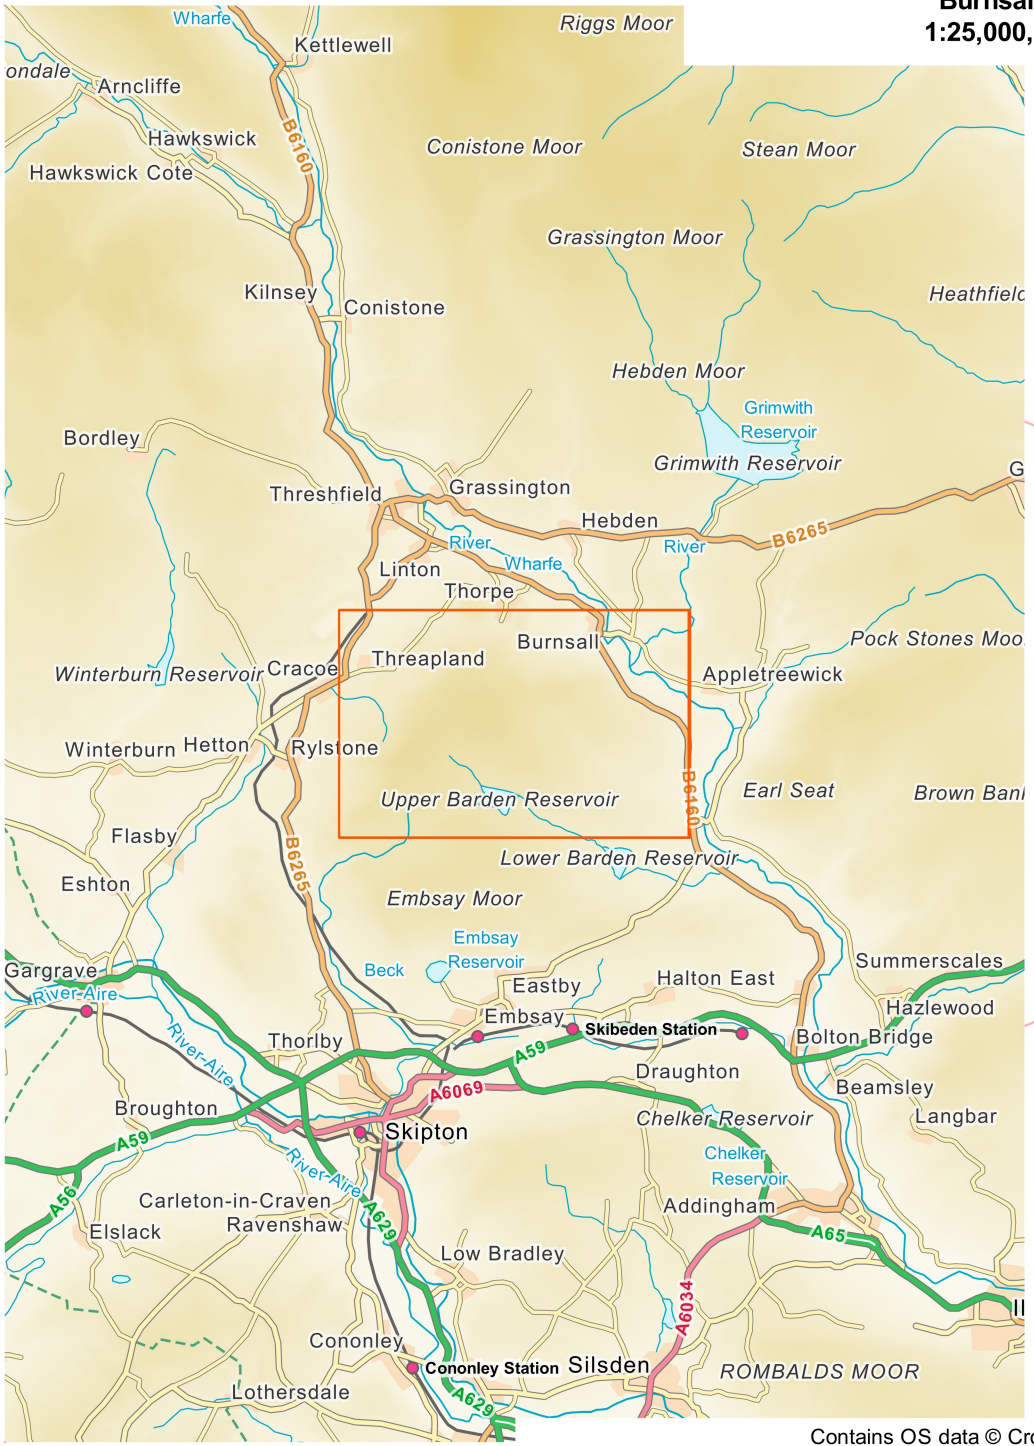 Burnsal
1:25,000,
Wharfe
Riggs Moor
Kettlewell
ondale
Arncliffe
Hawkswick
B6160
Conistone Moor
Stean Moor
Hawkswick Cote
Grassington Moor
Kilnsey
Conistone
Heathfield
Hebden Moor
Grimwith
Reservoir
Bordley
Grimwith Reservoir
G
Threshfield
Grassington
Hebden
B6265
River
Wharfe
River
Linton
Thorpe
Burnsall
Pock Stones Moo
Threapland
Winterburn Reservoir
Cracoe
Appletreewick
Winterburn
Hetton
Rylstone
Upper Barden Reservoir
B6160
Earl Seat
Brown Bank
Flasby
B6265
Lower Barden Reservoir
Eshton
Embsay Moor
Embsay
Reservoir
Beck
Gargrave
River-Aire
Eastby
Halton East
Summerscales
Hazlewood
Embsay
Skibeden Station
Thorlby
River-Aire
A59
Bolton Bridge
Draughton
Beamsley
A6069
Broughton
Chelker Reservoir
Langbar
A59
Skipton
Chelker
Reservoir
River-Aire
A56
Carleton-in-Craven
Ravenshaw
A629
Addingham
Elslack
A65
Low Bradley
A6034
Il
Cononley
Cononley Station
Silsden
ROMBALDS MOOR
Lothersdale
A629
Contains OS data © Cro